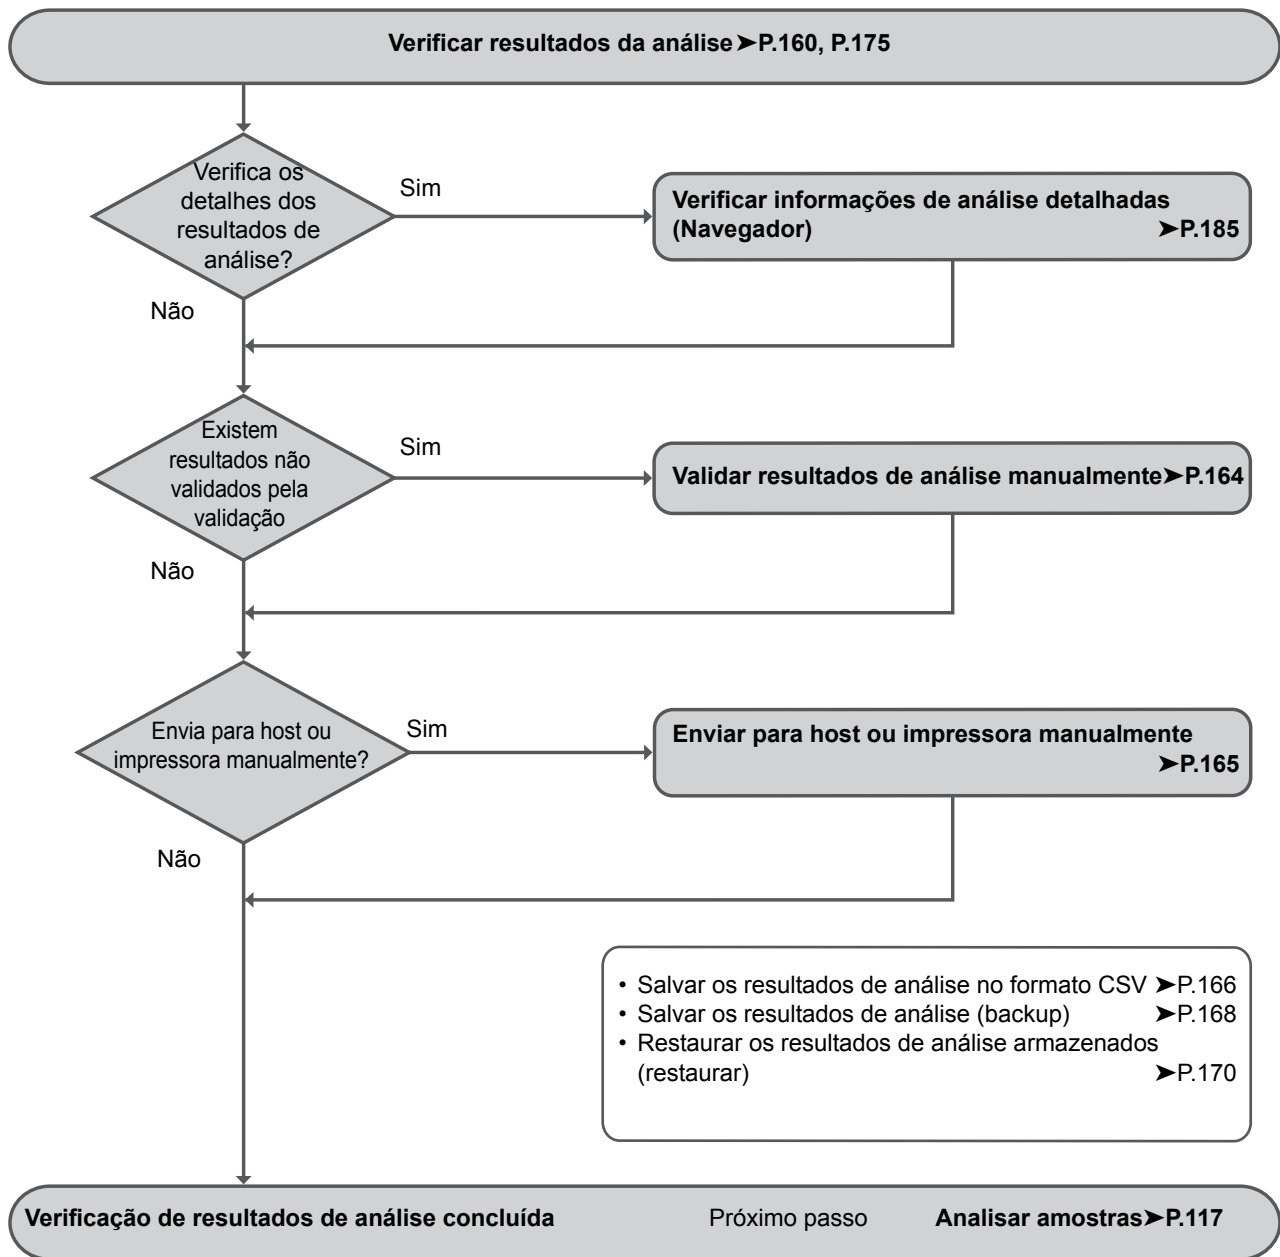 Verificar resultados da análise➤P.160, P.175
Verifica os
detalhes dos
resultados de
análise?
Sim
Verificar informações de análise detalhadas
(Navegador) ➤P.185
Não
Existem
resultados não
validados pela
validação
Sim
Validar resultados de análise manualmente➤P.164
Não
Envia para host ou
impressora manualmente?
Sim
Enviar para host ou impressora manualmente
➤P.165
Não
• Salvar os resultados de análise no formato CSV ➤P.166
• Salvar os resultados de análise (backup) ➤P.168
• Restaurar os resultados de análise armazenados
(restaurar) ➤P.170
Verificação de resultados de análise concluída Próximo passo Analisar amostras➤P.117